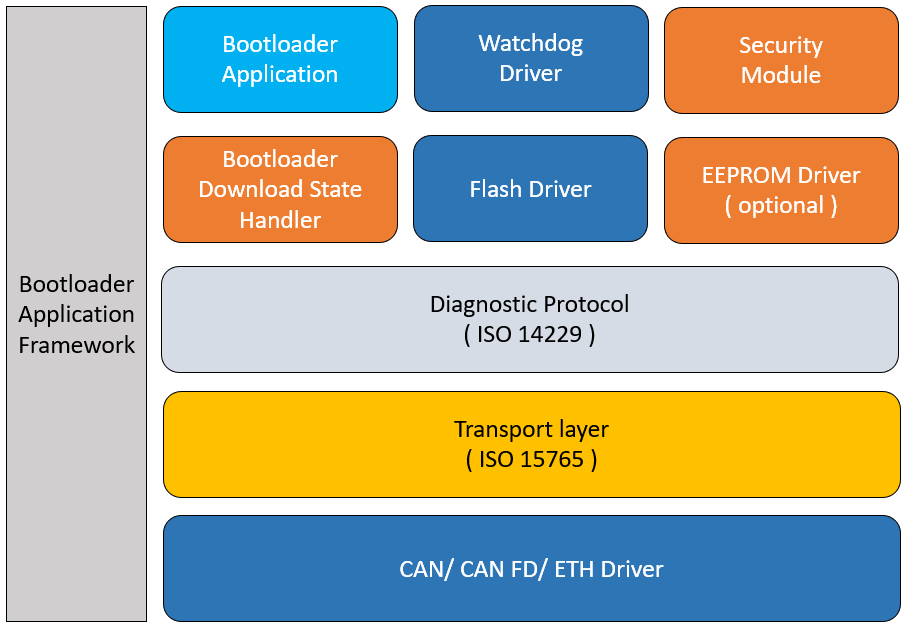 Bootloader
Application
Framework
Bootloader
Application
Watchdog
Driver
Security
Module
Bootloader
Download State
Handler
Flash Driver
EEPROM Driver
( optional )
Diagnostic Protocol
( ISO 14229 )
Transport layer
( ISO 15765 )
CAN/ CAN FD/ ETH Driver